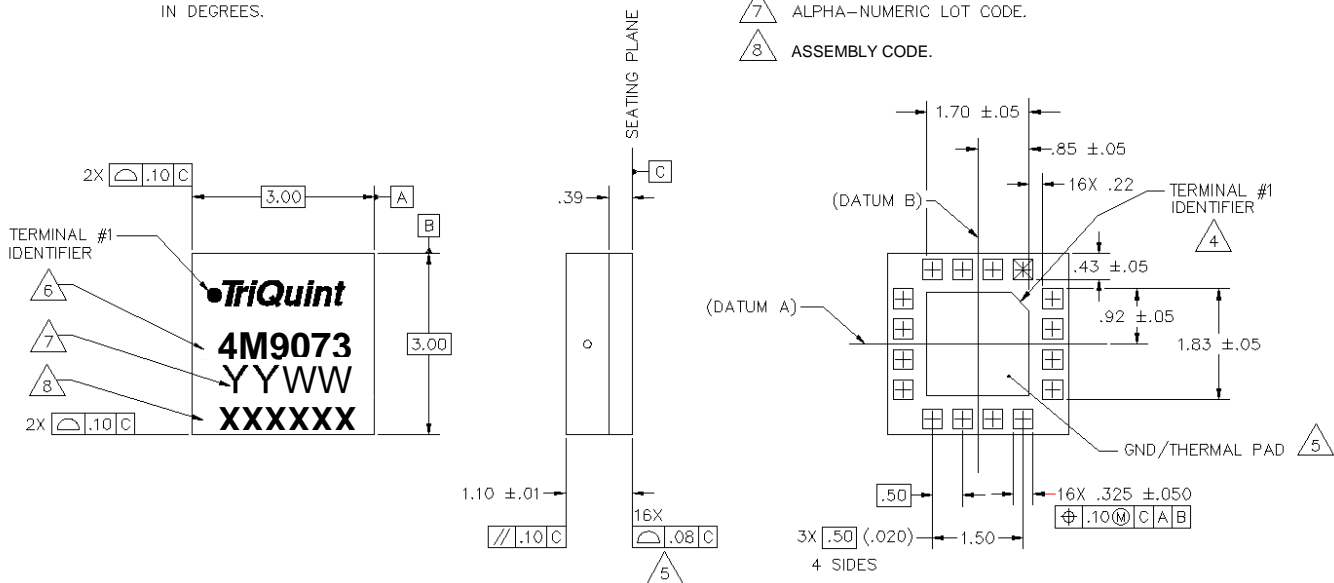 IN DEGREES.
7 ALPHA-NUMERIC LOT CODE.
8 ASSEMBLY CODE.
SEATING PLANE
C
2X .10 C
3.00
A
B
TERMINAL #1
IDENTIFIER
6
TriQuint
4M9073
7
YYWW
8
XXXXXX
2X .10 C
3.00
.39
1.10 ±.01
// .10 C
16X
.08 C
5
1.70 ±.05
.85 ±.05
16X .22
(DATUM B)
TERMINAL #1
IDENTIFIER
4
.43 ±.05
(DATUM A)
.92 ±.05
1.83 ±.05
GND/THERMAL PAD 5
.50
16X .325 ±.050
⌖ .10 Ⓜ C A B
3X .50 (.020)
1.50
4 SIDES